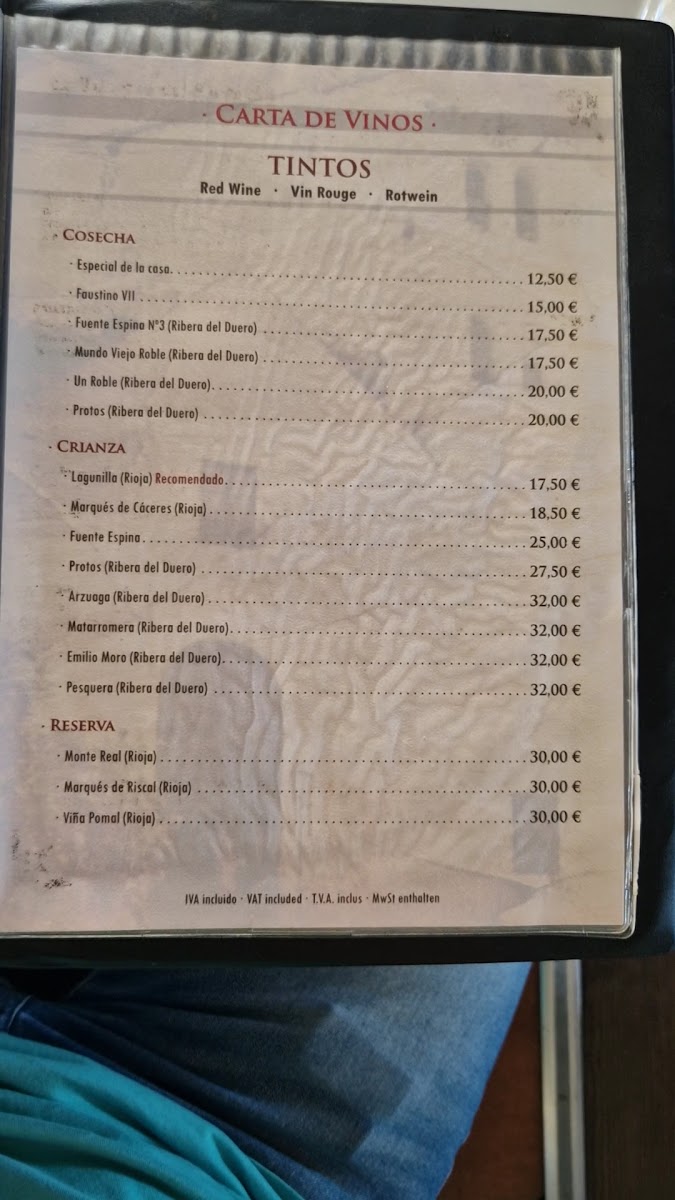 · CARTA DE VINOS ·
TINTOS
Red Wine · Vin Rouge · Rotwein
· COSECHA
· Especial de la casa. 12,50 €
· Faustino VII 15,00 €
· Fuente Espina Nº3 (Ribera del Duero) 17,50 €
· Mundo Viejo Roble (Ribera del Duero) 17,50 €
· Un Roble (Ribera del Duero). 20,00 €
· Protos (Ribera del Duero) 20,00 €
· CRIANZA
· Lagunilla (Rioja) Recomendado. 17,50 €
· Marqués de Cáceres (Rioja) 18,50 €
· Fuente Espina 25,00 €
· Protos (Ribera del Duero) 27,50 €
· Arzuaga (Ribera del Duero) 32,00 €
· Matarromera (Ribera del Duero). 32,00 €
· Emilio Moro (Ribera del Duero). 32,00 €
· Pesquera (Ribera del Duero) 32,00 €
· RESERVA
· Monte Real (Rioja) 30,00 €
· Marqués de Riscal (Rioja) 30,00 €
· Viña Pomal (Rioja) 30,00 €
IVA incluido · VAT included · T.V.A. inclus · MwSt enthalten